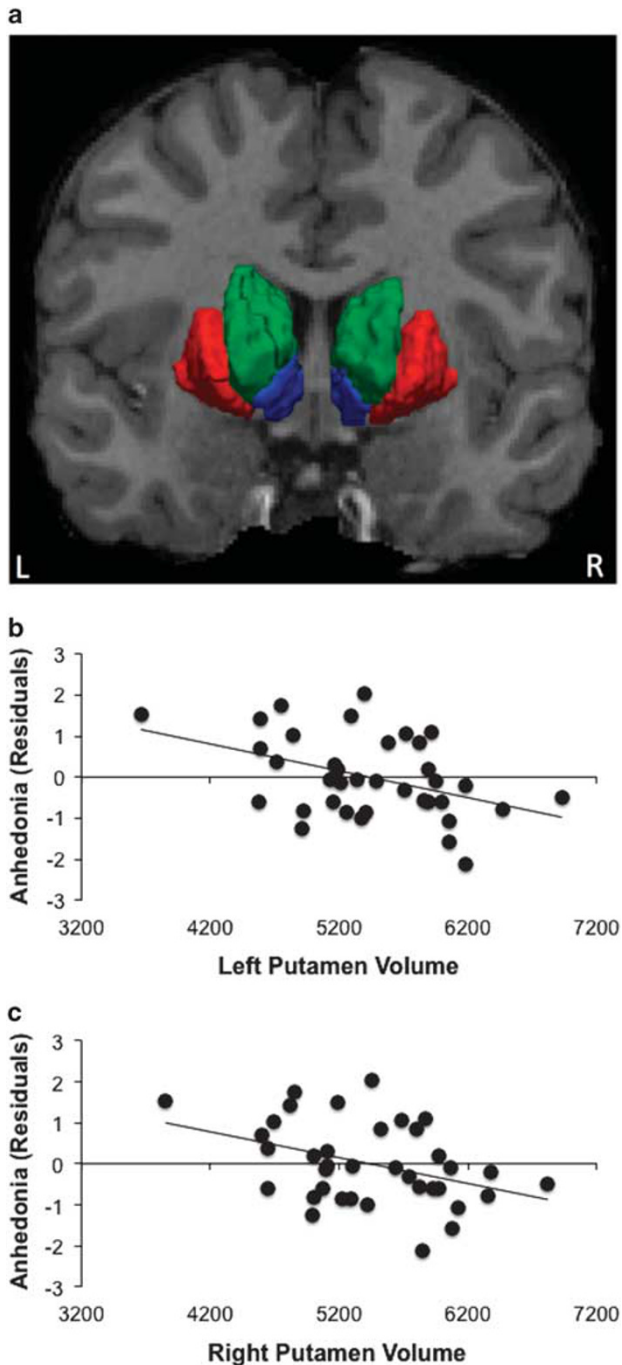 a
L R
b
Anhedonia (Residuals)
3
2
1
0
-1
-2
-3
3200 4200 5200 6200 7200
Left Putamen Volume
c
Anhedonia (Residuals)
3
2
1
0
-1
-2
-3
3200 4200 5200 6200 7200
Right Putamen Volume